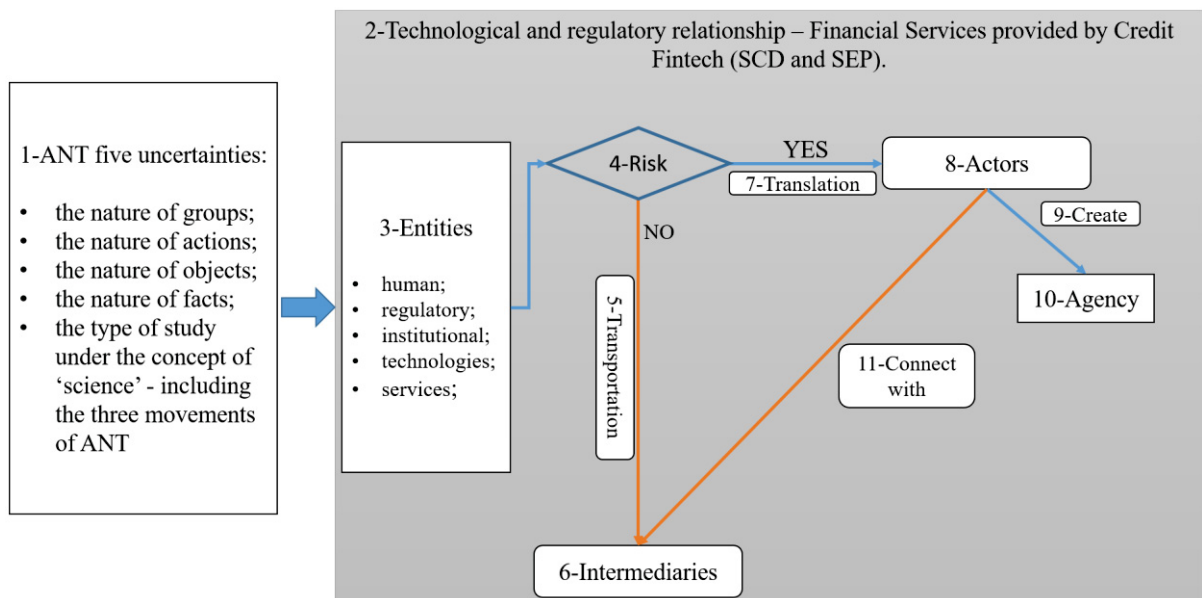 2-Technological and regulatory relationship – Financial Services provided by Credit
Fintech (SCD and SEP).
1-ANT five uncertainties:
• the nature of groups;
• the nature of actions;
• the nature of objects;
• the nature of facts;
• the type of study
under the concept of
‘science’ - including
the three movements
of ANT
3-Entities
• human;
• regulatory;
• institutional;
• technologies;
• services;
4-Risk
YES
7-Translation
8-Actors
NO
9-Create
10-Agency
5-Transportation
11-Connect
with
6-Intermediaries